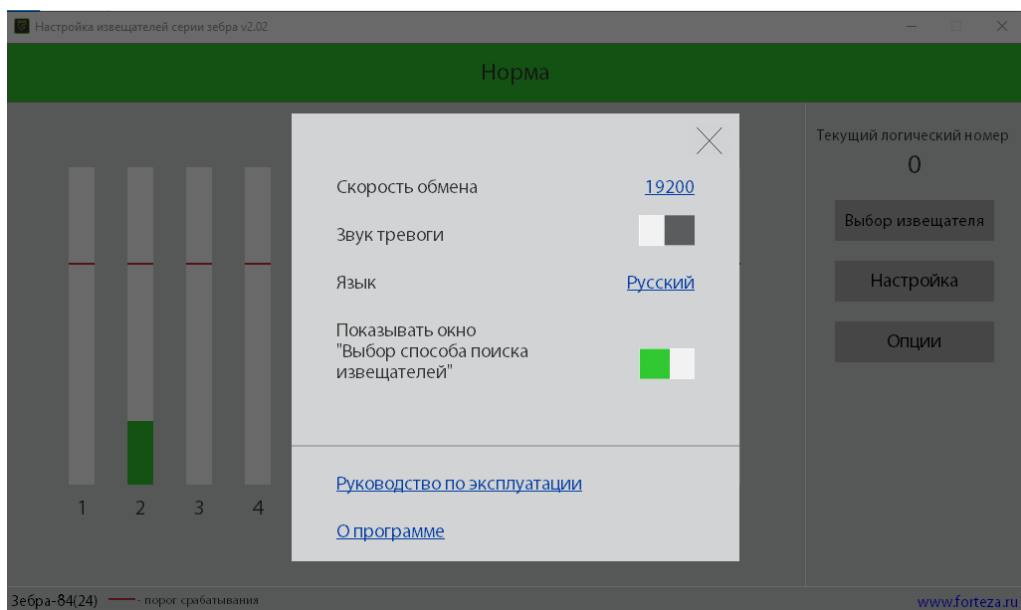 Настройка извещателей серии зебра v2.02
Норма
Скорость обмена 19200
Звук тревоги
Язык Русский
Показывать окно
"Выбор способа поиска
извещателей"
Руководство по эксплуатации
О программе
Текущий логический номер
0
Выбор извещателя
Настройка
Опции
1 2 3 4
Зебра-84(24) - порог срабатывания
www.forteza.ru